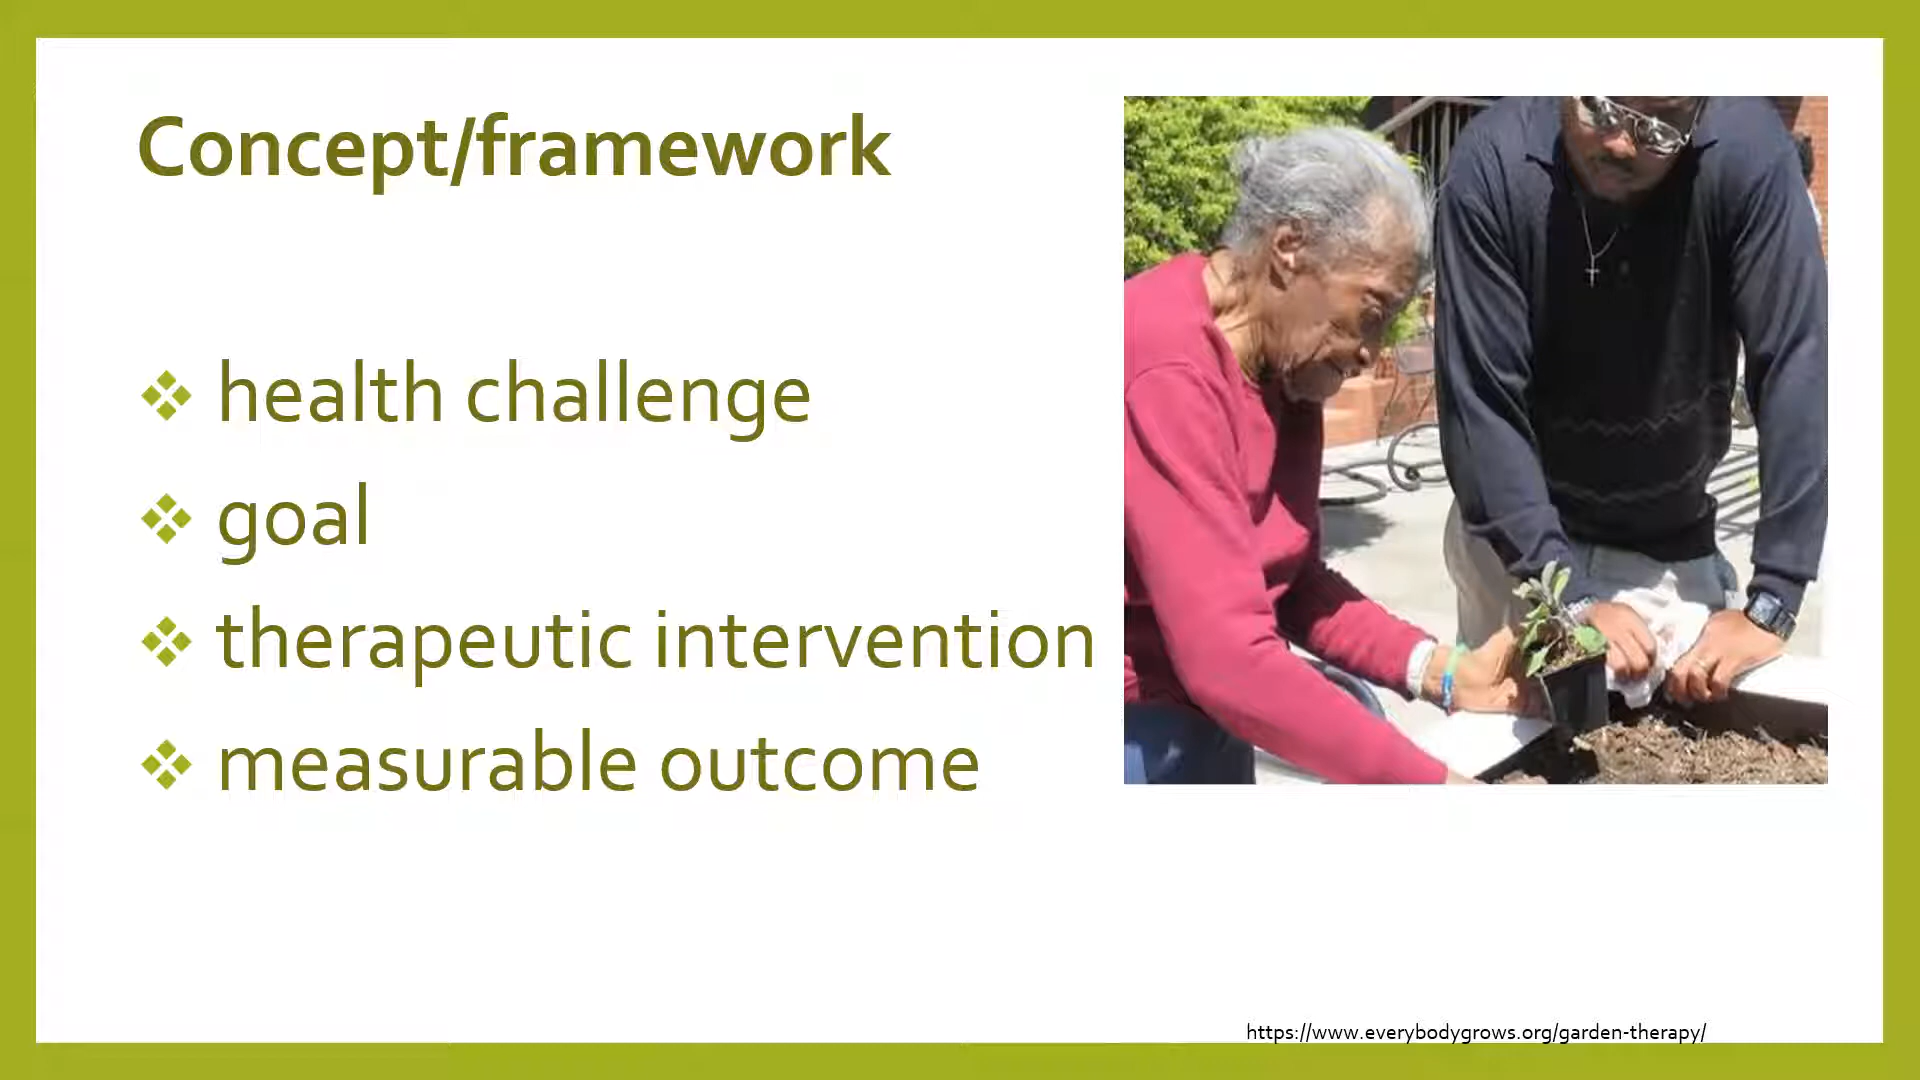 Concept/framework
health challenge
goal
therapeutic intervention
measurable outcome
https://www.everybodygrows.org/garden-therapy/